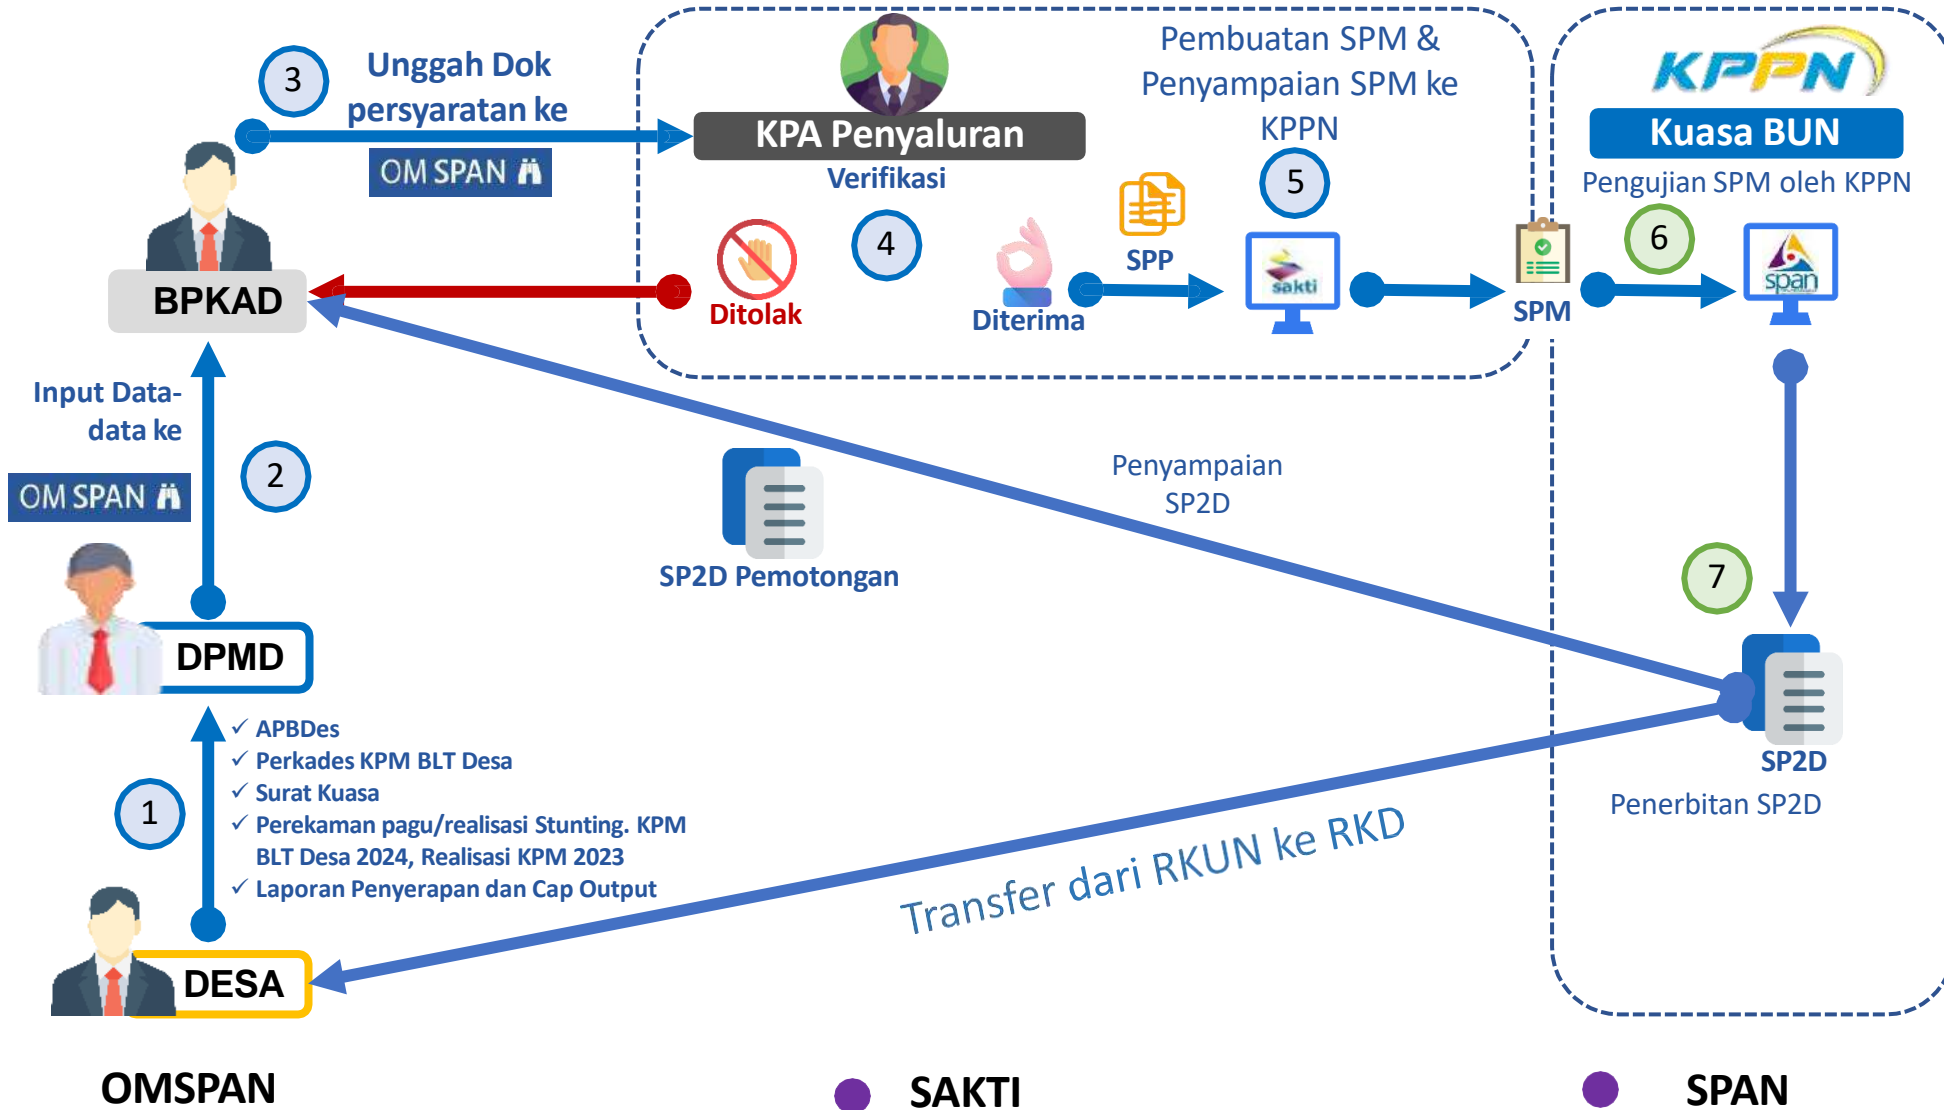 3
Unggah Dok
persyaratan ke
OM SPAN
KPA Penyaluran
Verifikasi
4
Ditolak
Diterima
SPP
Pembuatan SPM &
Penyampaian SPM ke
KPPN
5
sakti
SPM
KPPN
Kuasa BUN
Pengujian SPM oleh KPPN
6
span
BPKAD
Input Data-
data ke
OM SPAN
2
DPMD
SP2D Pemotongan
Penyampaian
SP2D
7
SP2D
Penerbitan SP2D
1
✓ APBDes
✓ Perkades KPM BLT Desa
✓ Surat Kuasa
✓ Perekaman pagu/realisasi Stunting. KPM
BLT Desa 2024, Realisasi KPM 2023
✓ Laporan Penyerapan dan Cap Output
Transfer dari RKUN ke RKD
DESA
OMSPAN
SAKTI
SPAN